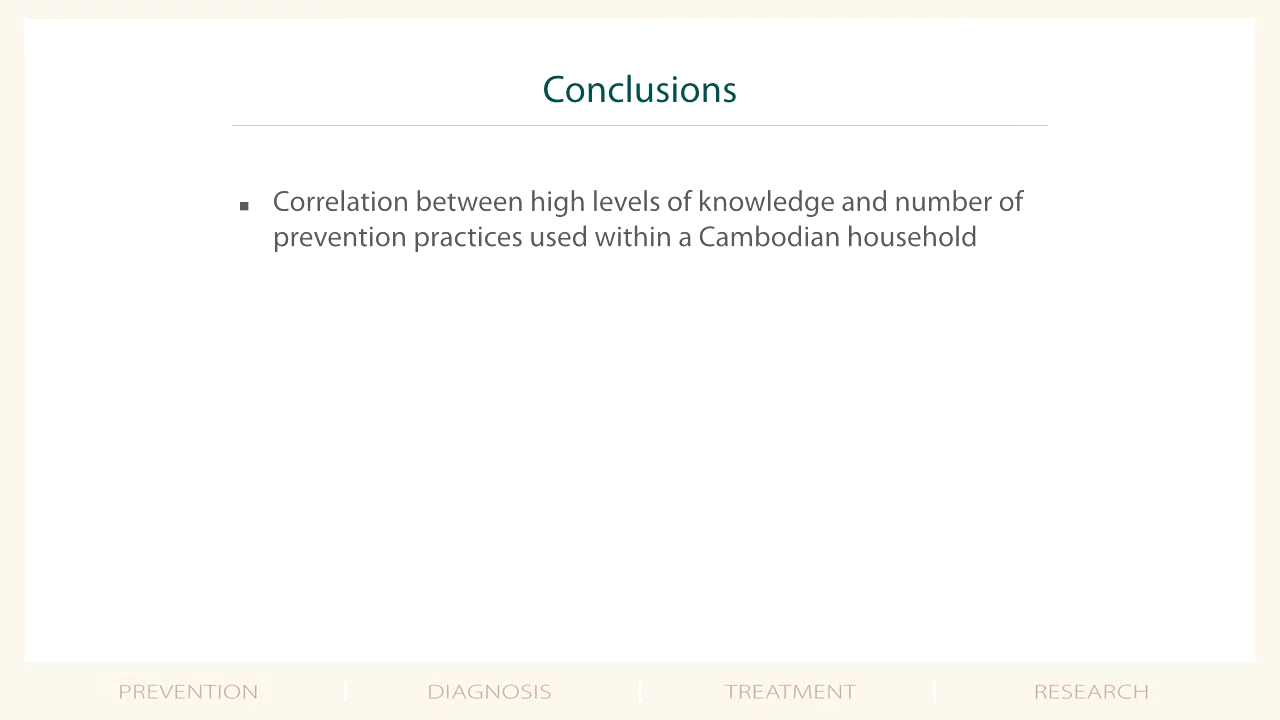 Conclusions
▪ Correlation between high levels of knowledge and number of
prevention practices used within a Cambodian household
PREVENTION | DIAGNOSIS | TREATMENT | RESEARCH